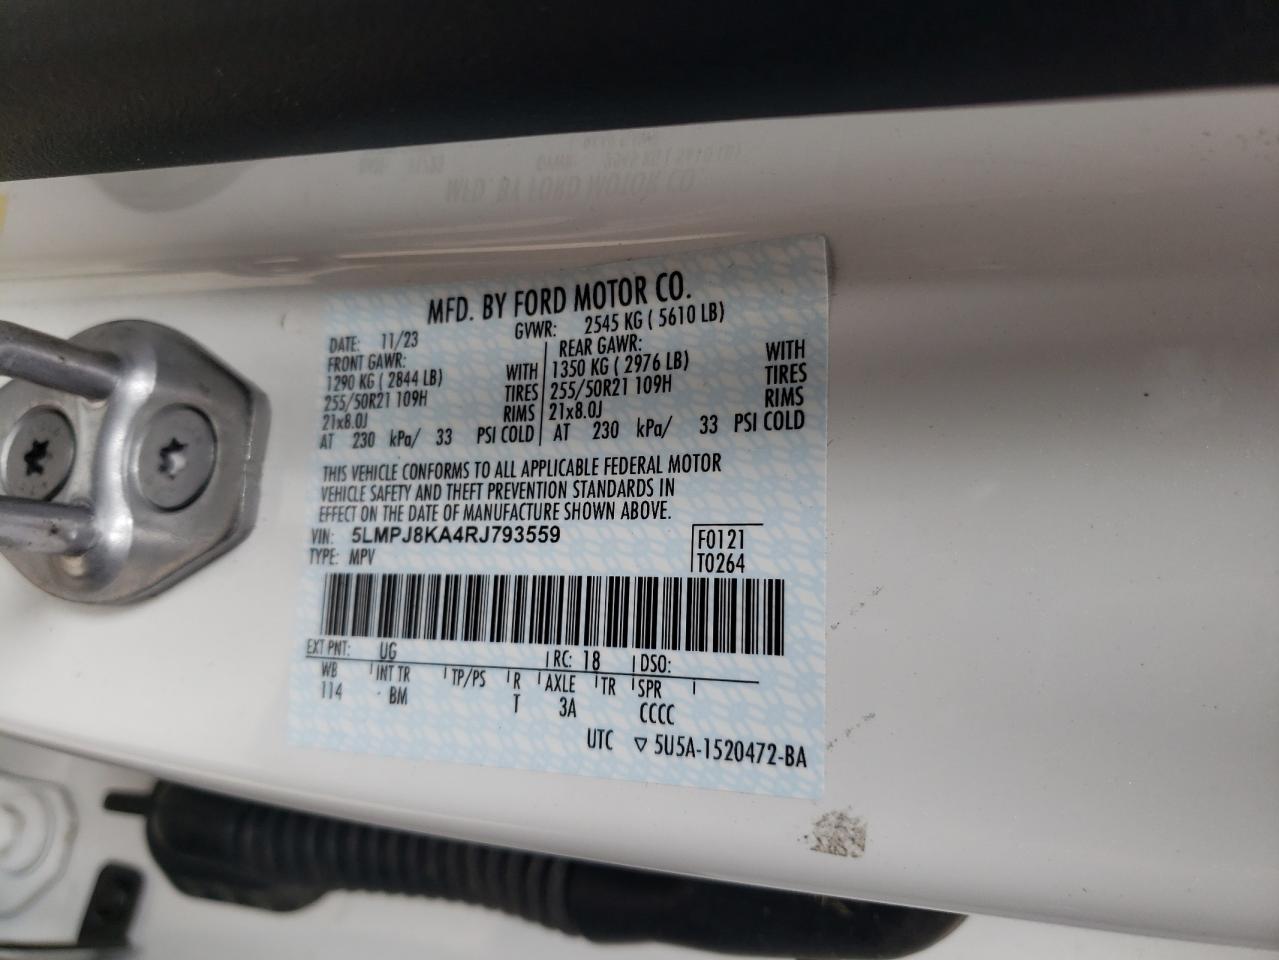 MFD. BY FORD MOTOR CO.
DATE: 11/23 GVWR: 2545 KG ( 5610 LB)
FRONT GAWR: REAR GAWR:
1290 KG ( 2844 LB) WITH 1350 KG ( 2976 LB) WITH
255/50R21 109H TIRES 255/50R21 109H TIRES
21x8.0J RIMS 21x8.0J RIMS
AT 230 kPa/ 33 PSI COLD AT 230 kPa/ 33 PSI COLD
THIS VEHICLE CONFORMS TO ALL APPLICABLE FEDERAL MOTOR
VEHICLE SAFETY AND THEFT PREVENTION STANDARDS IN
EFFECT ON THE DATE OF MANUFACTURE SHOWN ABOVE.
VIN: 5LMPJ8KA4RJ793559 F0121
TYPE: MPV T0264
EXT PNT: UG RC: 18 DSO:
WB INT TR TP/PS R AXLE TR SPR
114 BM T 3A CCCC
UTC ▽ 5U5A-1520472-BA